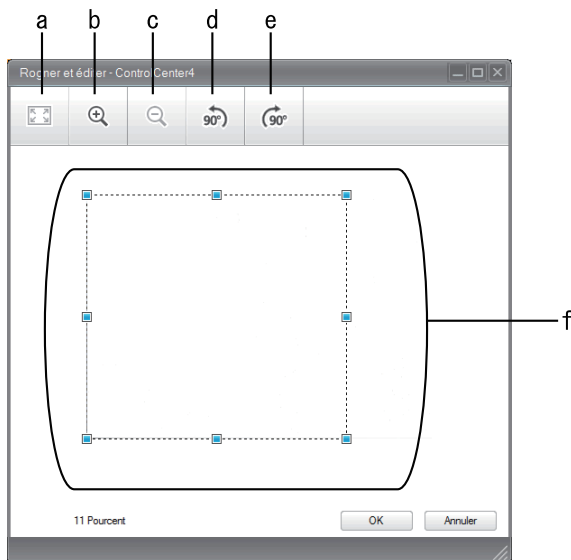 a b c d e
Rogner et éditer - ControlCenter4
90° 90°
f
11 Pourcent OK Annuler